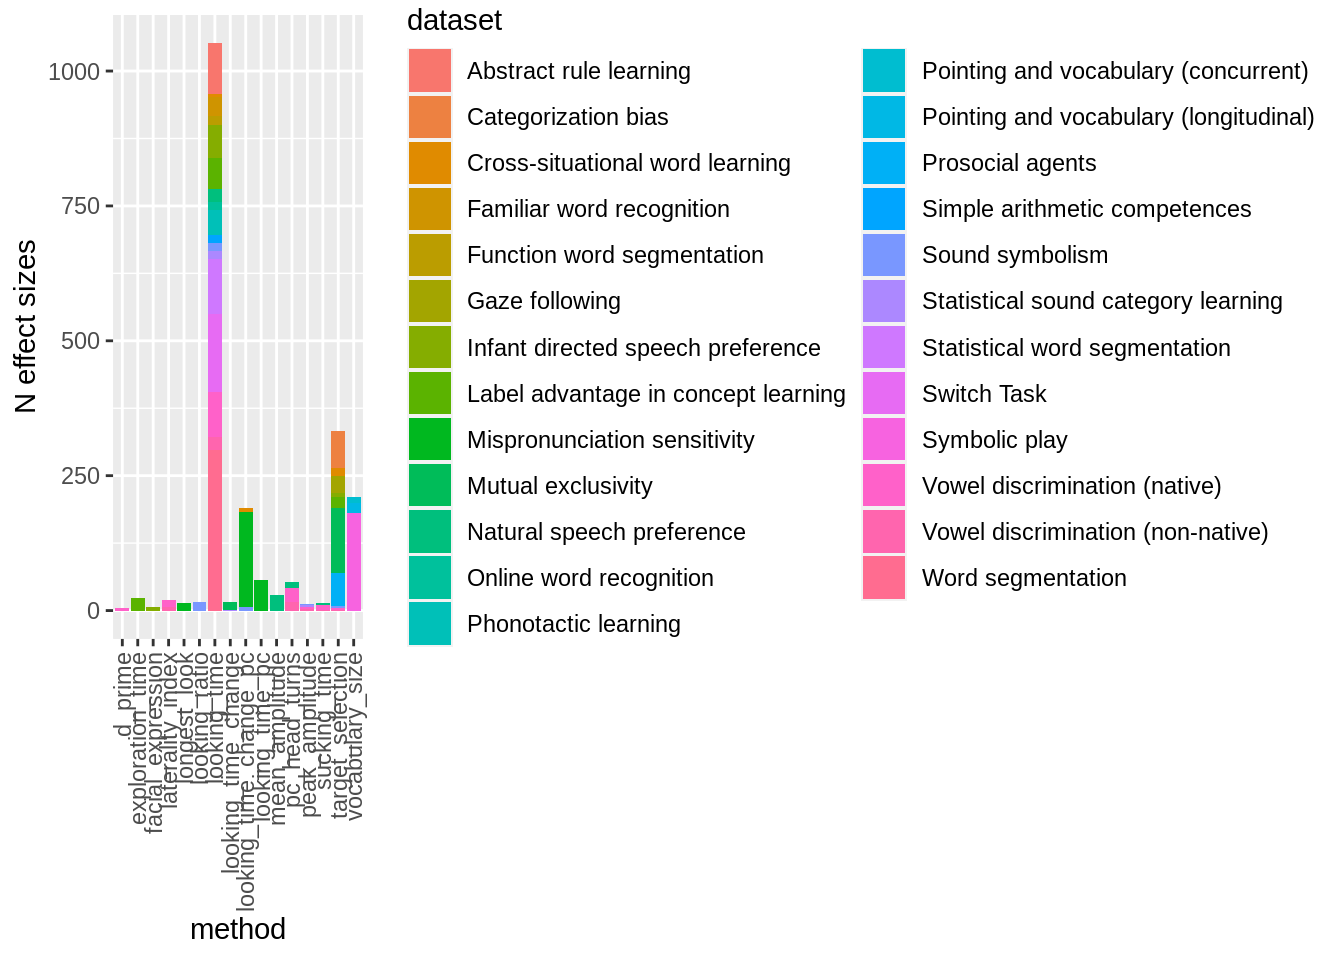 dataset
Abstract rule learning
Categorization bias
Cross-situational word learning
Familiar word recognition
Function word segmentation
Gaze following
Infant directed speech preference
Label advantage in concept learning
Mispronunciation sensitivity
Mutual exclusivity
Natural speech preference
Online word recognition
Phonotactic learning
Pointing and vocabulary (concurrent)
Pointing and vocabulary (longitudinal)
Prosocial agents
Simple arithmetic competences
Sound symbolism
Statistical sound category learning
Statistical word segmentation
Switch Task
Symbolic play
Vowel discrimination (native)
Vowel discrimination (non-native)
Word segmentation
N effect sizes
1000
750
500
250
0
d_prime
exploration_time
facial_expression
laterality_index
longest_look
looking_ratio
looking_time
looking_time_change
looking_time_change_pc
looking_time_pc
mean_amplitude
pc_head_turns
peak_amplitude
sucking_time
target_selection
vocabulary_size
method